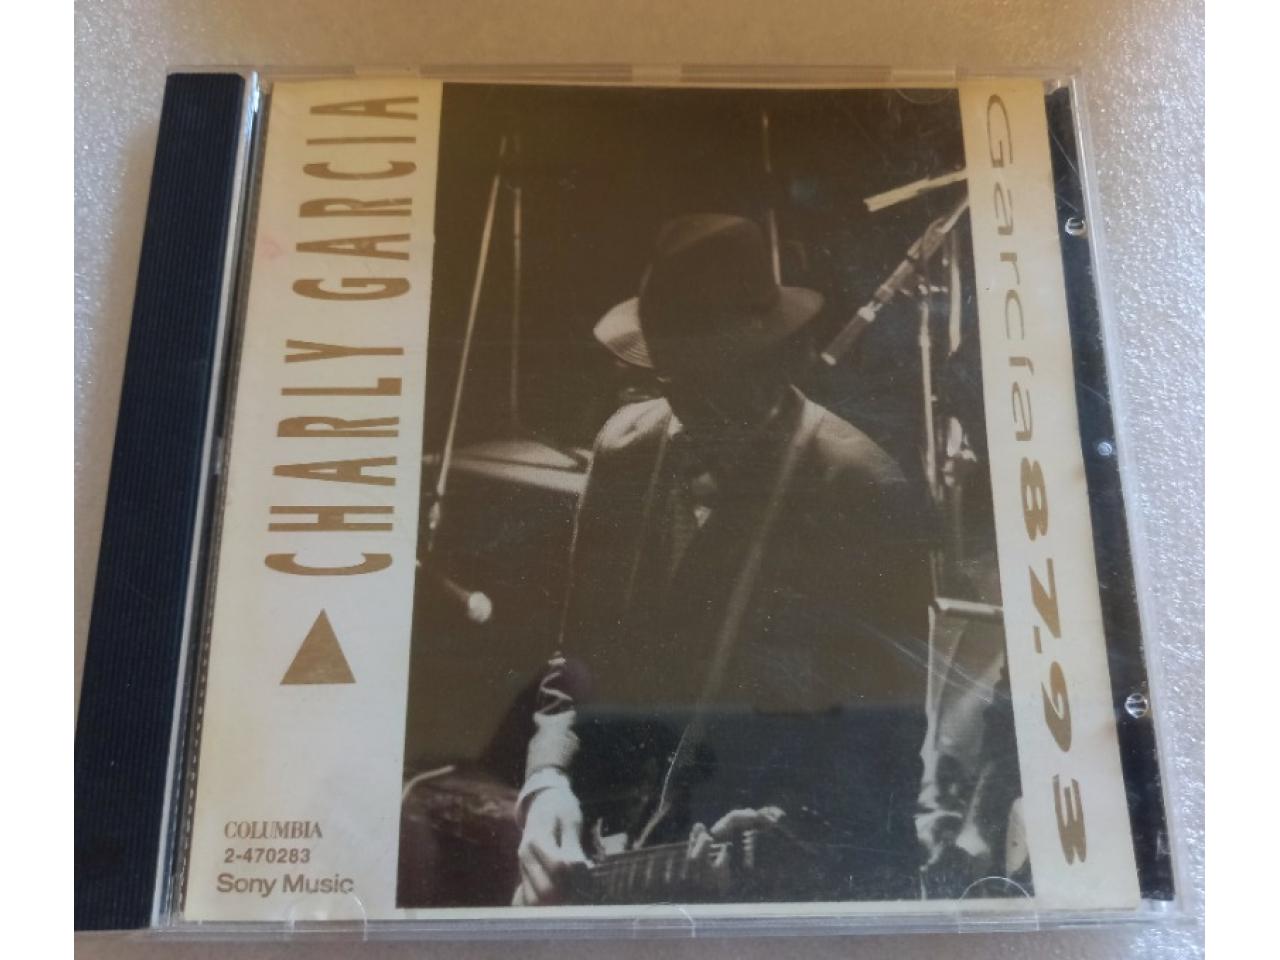 CHARLY GARCIA
García 87.93
COLUMBIA
2-470283
Sony Music